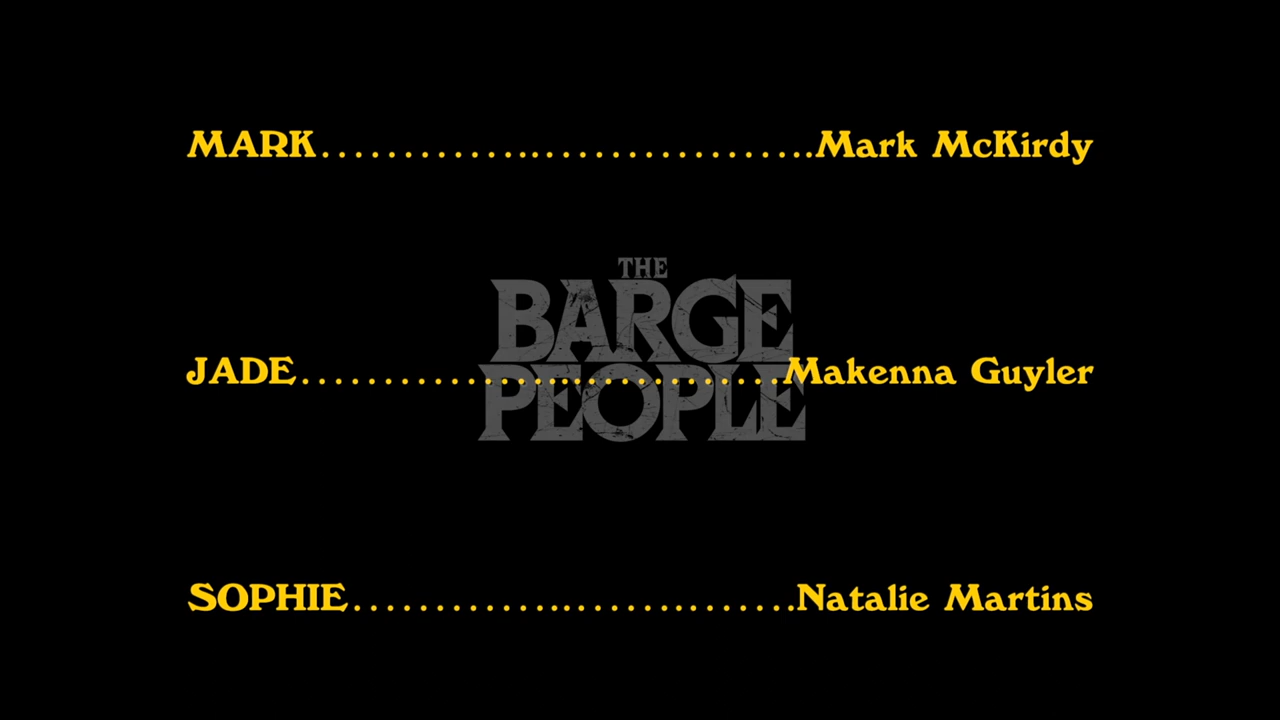 MARK..............................Mark McKirdy
THE
BARGE
PEOPLE
JADE..............................Makenna Guyler
SOPHIE...........................Natalie Martins